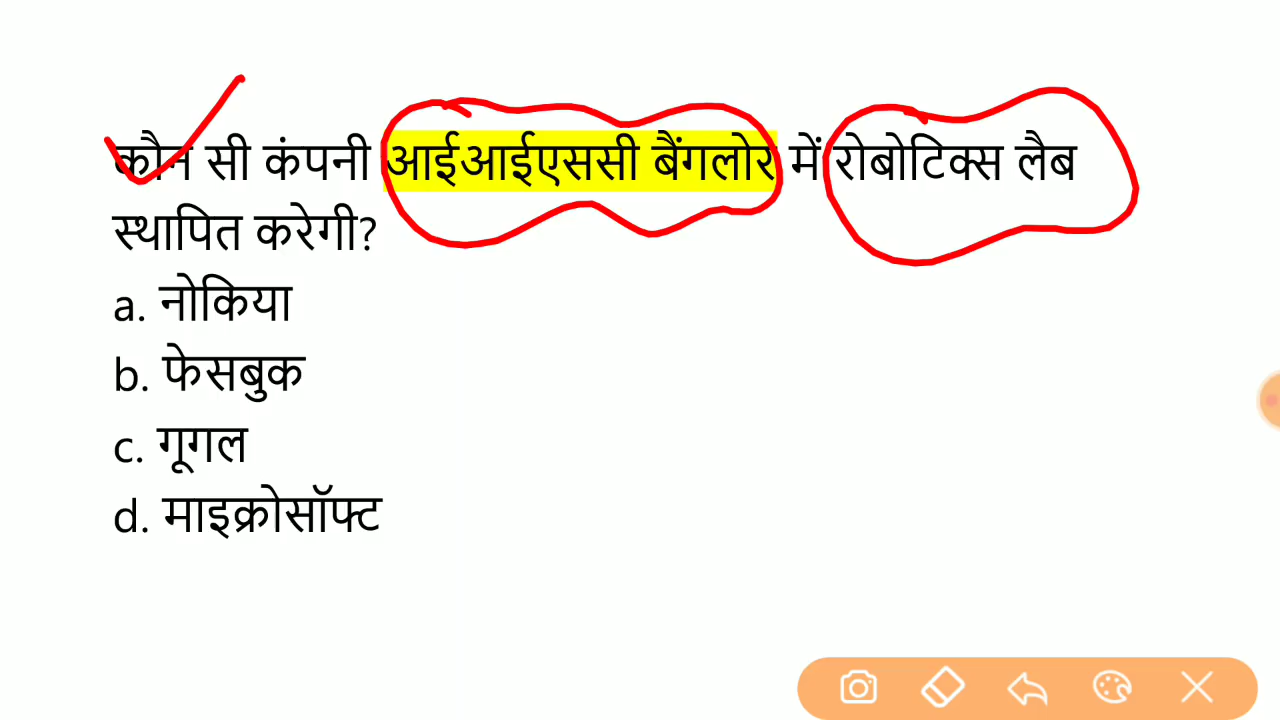 कौन सी कंपनी आईआईएससी बैंगलोर में रोबोटिक्स लैब
स्थापित करेगी?
a. नोकिया
b. फेसबुक
c. गूगल
d. माइक्रोसॉफ्ट